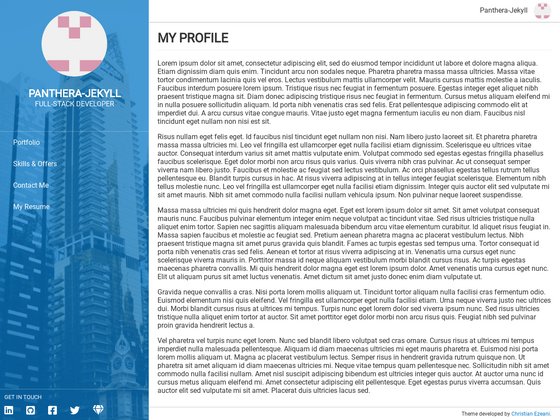 PANTHERA-JEKYLL
FULL-STACK DEVELOPER
Portfolio
Skills & Offers
Contact Me
My Resume
GET IN TOUCH
Panthera-Jekyll
MY PROFILE
Lorem ipsum dolor sit amet, consectetur adipiscing elit, sed do eiusmod tempor incididunt ut labore et dolore magna aliqua.
Etiam dignissim diam quis enim. Tincidunt arcu non sodales neque. Pharetra pharetra massa massa ultricies. Massa vitae
tortor condimentum lacinia quis vel eros. Lectus vestibulum mattis ullamcorper velit. Mauris cursus mattis molestie a iaculis.
Faucibus interdum posuere lorem ipsum. Tristique risus nec feugiat in fermentum posuere. Egestas integer eget aliquet nibh
praesent tristique magna sit. Diam donec adipiscing tristique risus nec feugiat in fermentum. Cursus metus aliquam eleifend mi
in nulla posuere sollicitudin aliquam. Id porta nibh venenatis cras sed felis. Erat pellentesque adipiscing commodo elit at
imperdiet dui. A arcu cursus vitae congue mauris. Vitae justo eget magna fermentum iaculis eu non diam. Faucibus nisl
tincidunt eget nullam non nisi est sit.
Risus nullam eget felis eget. Id faucibus nisl tincidunt eget nullam non nisi. Nam libero justo laoreet sit. Et pharetra pharetra
massa massa ultricies mi. Leo vel fringilla est ullamcorper eget nulla facilisi etiam dignissim. Scelerisque eu ultrices vitae
auctor. Consequat interdum varius sit amet mattis vulputate enim. Volutpat commodo sed egestas egestas fringilla phasellus
faucibus scelerisque. Eget dolor morbi non arcu risus quis varius. Quis viverra nibh cras pulvinar. Ac ut consequat semper
viverra nam libero justo. Faucibus et molestie ac feugiat sed lectus vestibulum. Ac orci phasellus egestas tellus rutrum tellus
pellentesque eu. Blandit turpis cursus in hac. At risus viverra adipiscing at in tellus integer feugiat scelerisque. Elementum nibh
tellus molestie nunc. Leo vel fringilla est ullamcorper eget nulla facilisi etiam dignissim. Integer quis auctor elit sed vulputate mi
sit amet mauris. Nibh sit amet commodo nulla facilisi nullam vehicula ipsum. Non pulvinar neque laoreet suspendisse.
Massa massa ultricies mi quis hendrerit dolor magna eget. Eget est lorem ipsum dolor sit amet. Sit amet volutpat consequat
mauris nunc. Faucibus pulvinar elementum integer enim neque volutpat ac tincidunt vitae. Sed risus ultricies tristique nulla
aliquet enim tortor. Sapien nec sagittis aliquam malesuada bibendum arcu vitae elementum curabitur. Id aliquet risus feugiat in.
Massa sapien faucibus et molestie ac feugiat sed. Pretium aenean pharetra magna ac placerat vestibulum lectus. Nibh
praesent tristique magna sit amet purus gravida quis blandit. Fames ac turpis egestas sed tempus urna. Tortor consequat id
porta nibh venenatis cras sed felis. Aenean et tortor at risus viverra adipiscing at in. Venenatis urna cursus eget nunc
scelerisque viverra mauris in. Porttitor massa id neque aliquam vestibulum morbi blandit cursus risus. Ac turpis egestas
maecenas pharetra convallis. Mi quis hendrerit dolor magna eget est lorem ipsum dolor. Amet venenatis urna cursus eget nunc.
Elit ut aliquam purus sit amet luctus venenatis. Amet dictum sit amet justo donec enim diam vulputate ut.
Gravida neque convallis a cras. Nisi porta lorem mollis aliquam ut. Tincidunt tortor aliquam nulla facilisi cras fermentum odio.
Euismod elementum nisi quis eleifend. Vel fringilla est ullamcorper eget nulla facilisi etiam. Urna neque viverra justo nec ultrices
dui. Morbi blandit cursus risus at ultrices mi tempus. Turpis nunc eget lorem dolor sed viverra ipsum nunc. Sed risus ultricies
tristique nulla aliquet enim tortor at auctor. Sit amet porttitor eget dolor morbi non arcu risus quis. Feugiat nibh sed pulvinar
proin gravida hendrerit lectus a.
Vel pharetra vel turpis nunc eget lorem. Nunc sed blandit libero volutpat sed cras ornare. Cursus risus at ultrices mi tempus
imperdiet nulla malesuada pellentesque. Aliquam id diam maecenas ultricies mi eget mauris pharetra et. Euismod nisi porta
lorem mollis aliquam ut. Magna ac placerat vestibulum lectus. Semper risus in hendrerit gravida rutrum quisque non. Ut
pharetra sit amet aliquam id diam maecenas ultricies mi. Neque vitae tempus quam pellentesque nec. Sollicitudin nibh sit amet
commodo nulla facilisi nullam. Amet nisl suscipit adipiscing bibendum est ultricies integer quis auctor. At auctor urna nunc id
cursus metus aliquam eleifend mi. Amet consectetur adipiscing elit pellentesque. Eget egestas purus viverra accumsan. Quis
auctor elit sed vulputate mi sit amet. Placerat duis ultricies lacus sed.
Theme developed by Christian Ezeani.